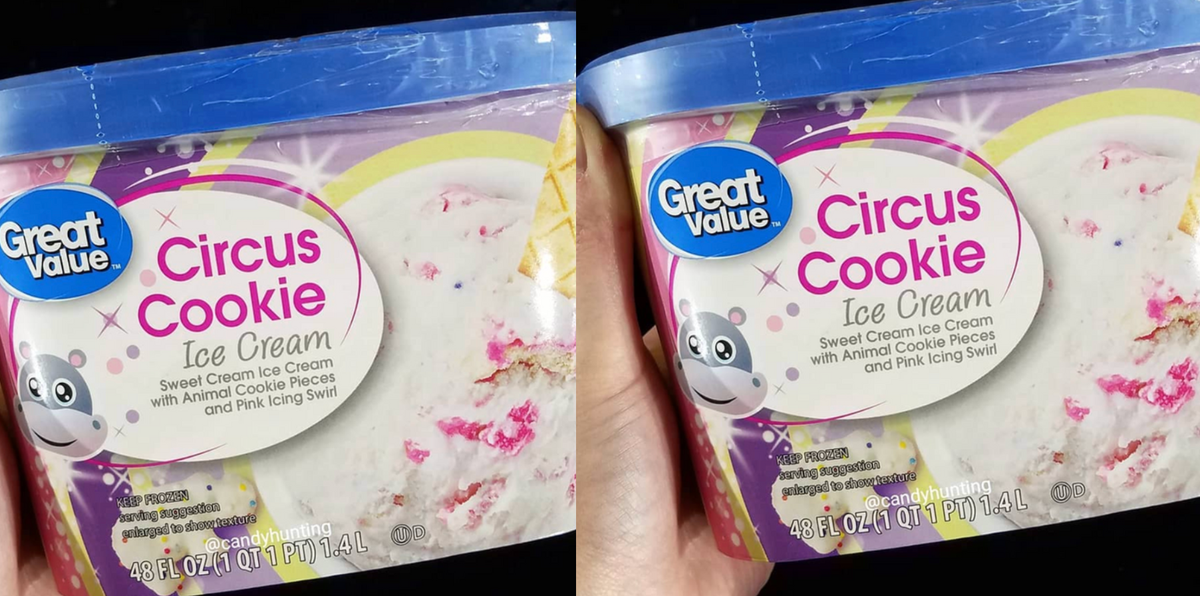 Great
Value™
Circus
Cookie
Ice Cream
Sweet Cream Ice Cream
with Animal Cookie Pieces
and Pink Icing Swirl
KEEP FROZEN
serving suggestion
enlarged to show texture
@candyhunting
48 FL OZ (1 QT 1 PT) 1.4 L
U D
Great
Value™
Circus
Cookie
Ice Cream
Sweet Cream Ice Cream
with Animal Cookie Pieces
and Pink Icing Swirl
KEEP FROZEN
serving suggestion
enlarged to show texture
@candyhunting
48 FL OZ (1 QT 1 PT) 1.4 L
U D